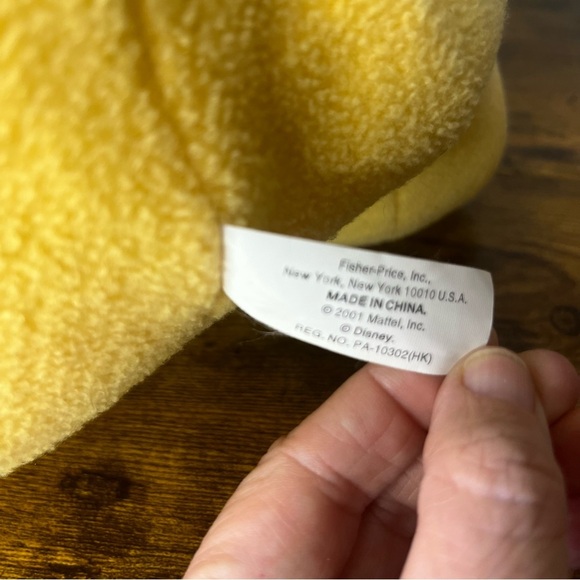 Fisher-Price, Inc.,
New York, New York 10010 U.S.A.
MADE IN CHINA.
© 2001 Mattel, Inc.
© Disney.
REG. NO. PA-10302(HK)